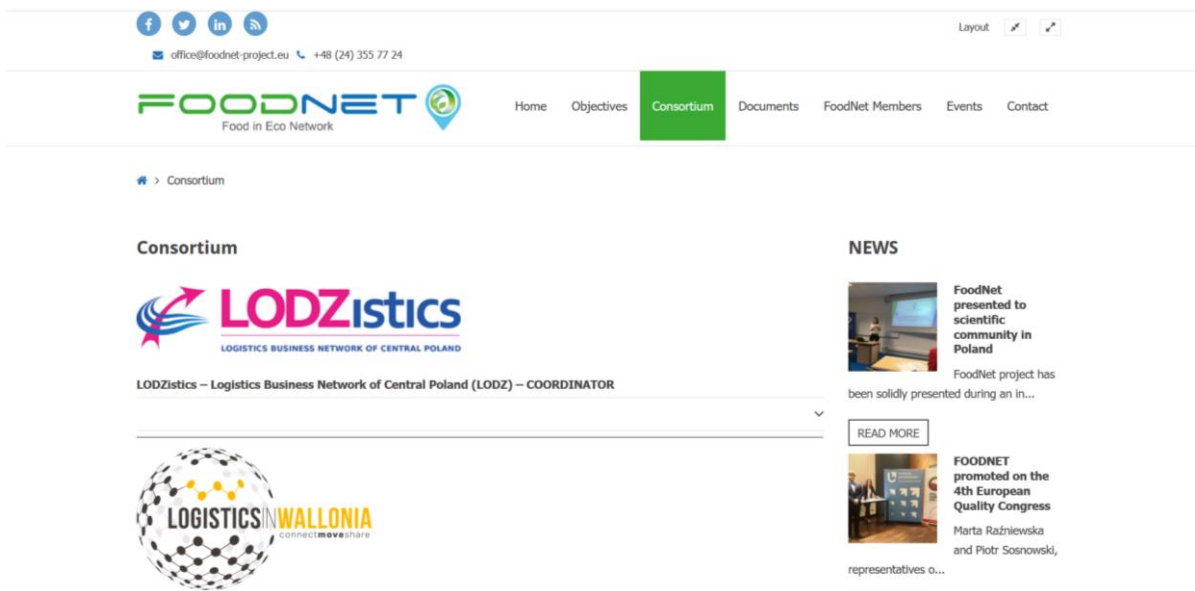 Layout
office@foodnet-project.eu +48 (24) 355 77 24
FOODNET
Food in Eco Network
Home Objectives Consortium Documents FoodNet Members Events Contact
> Consortium
Consortium
LODZistics
LOGISTICS BUSINESS NETWORK OF CENTRAL POLAND
LODZistics – Logistics Business Network of Central Poland (LODZ) – COORDINATOR
LOGISTICSINWALLONIA
connectmoveshare
NEWS
FoodNet
presented to
scientific
community in
Poland
FoodNet project has
been solidly presented during an in...
READ MORE
FOODNET
promoted on the
4th European
Quality Congress
Marta Raźniewska
and Piotr Sosnowski,
representatives o...